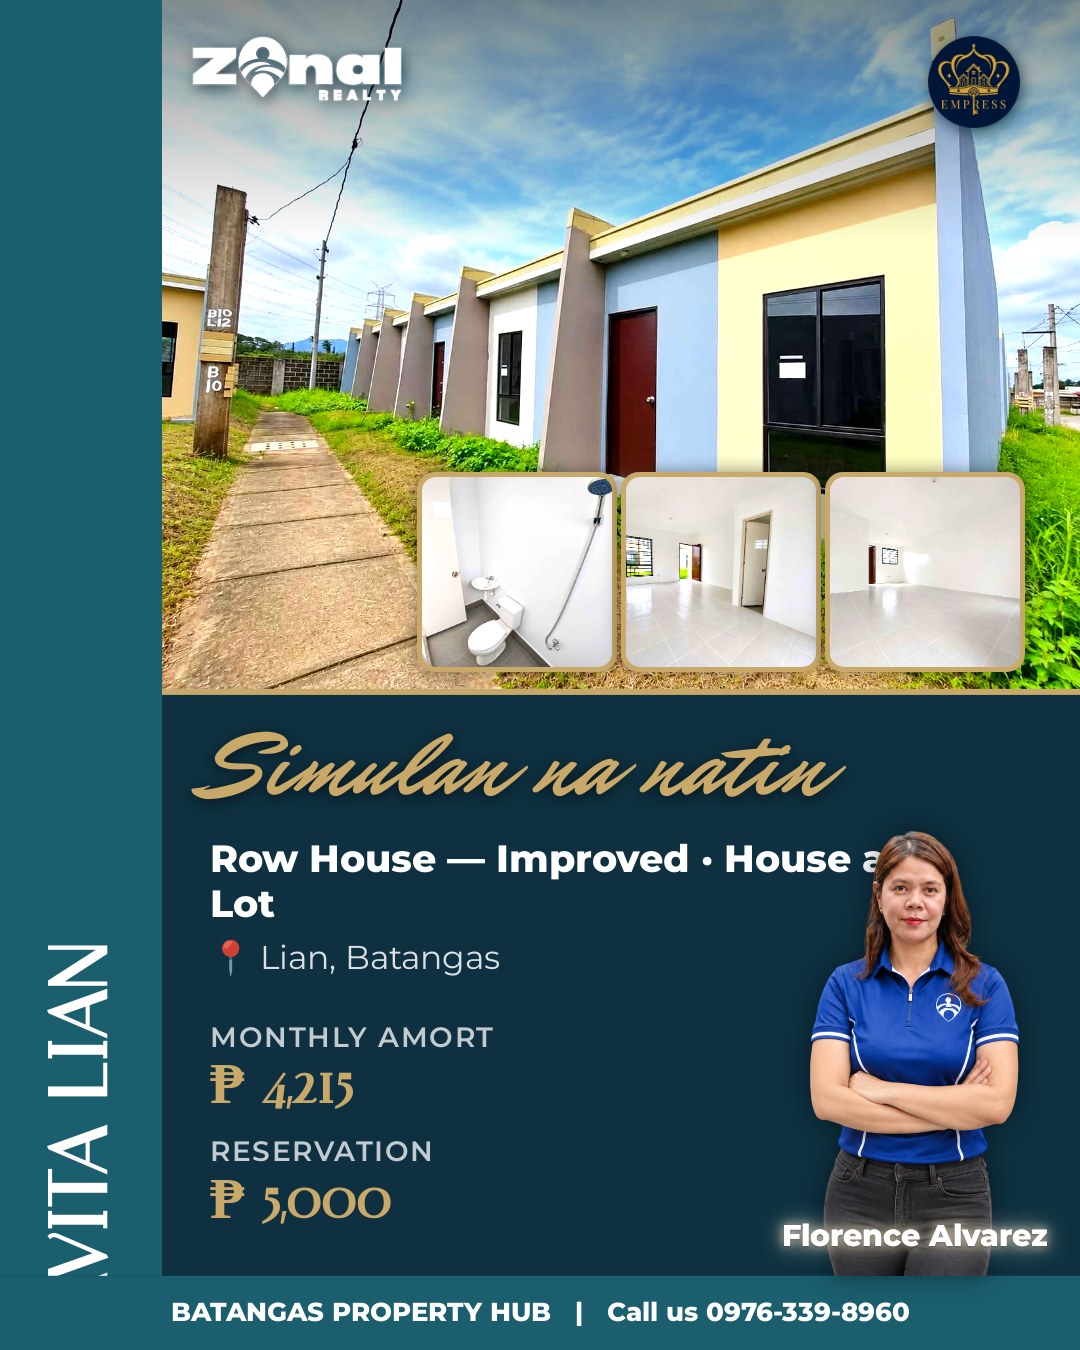 Zonal
REALTY
EMPRESS
B10
L12
B
10
Simulan na natin
Row House — Improved · House a
Lot
Lian, Batangas
MONTHLY AMORT
₱ 4,215
RESERVATION
₱ 5,000
Florence Alvarez
VITA LIAN
BATANGAS PROPERTY HUB | Call us 0976-339-8960